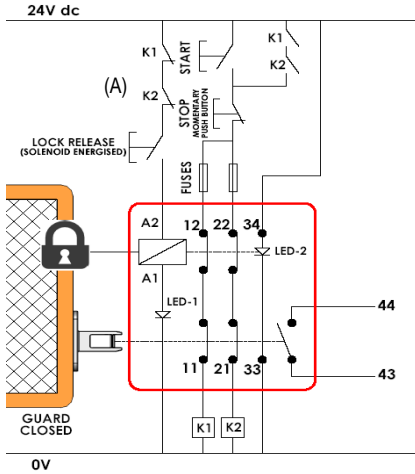 24V dc
K1
START
K1
(A)
K2
K2
STOP
MOMENTARY
PUSH BUTTON
LOCK RELEASE
(SOLENOID ENERGISED)
FUSES
A2
12
22
34
LED-2
A1
LED-1
44
43
11
21
33
GUARD
CLOSED
K1
K2
0V